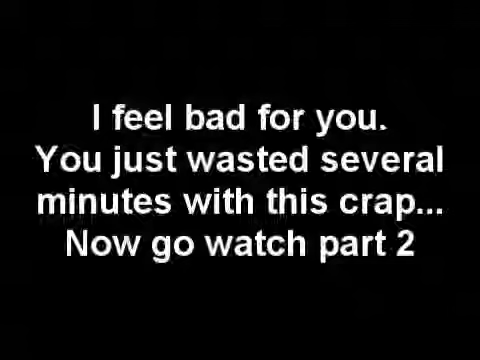 I feel bad for you.
You just wasted several
minutes with this crap...
Now go watch part 2